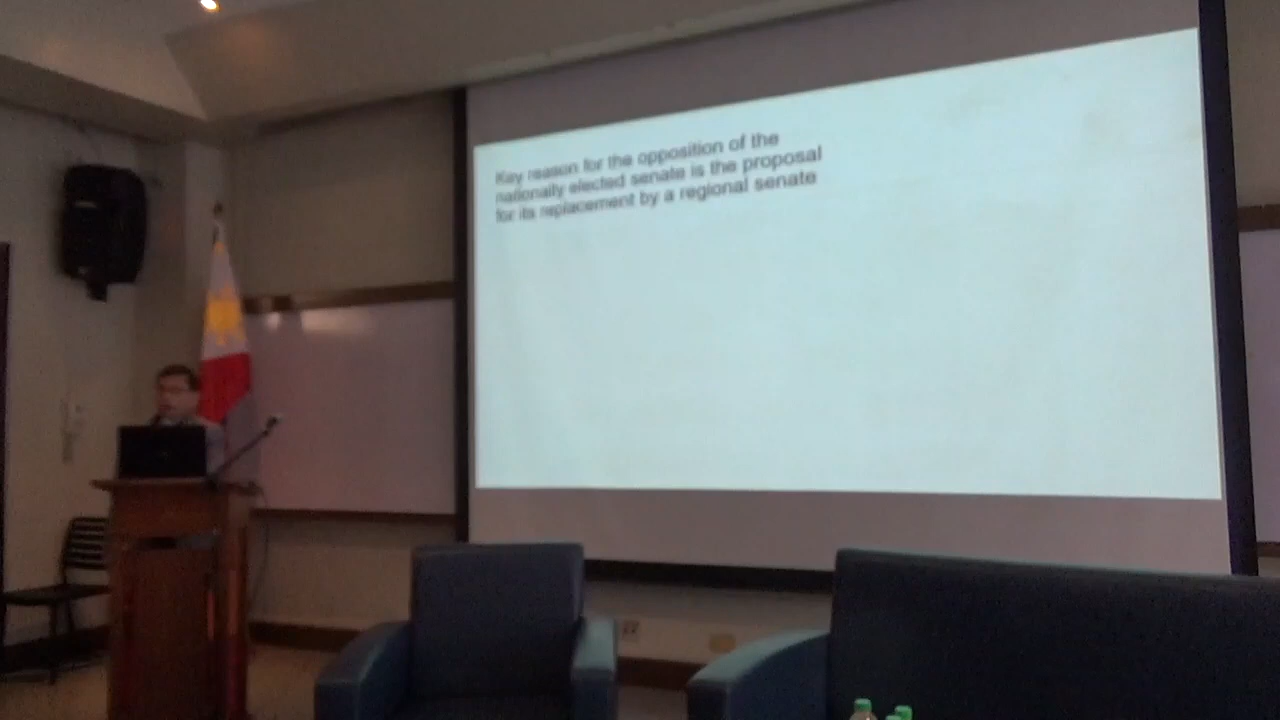 Key reason for the opposition of the
nationally elected senate is the proposal
for its replacement by a regional senate